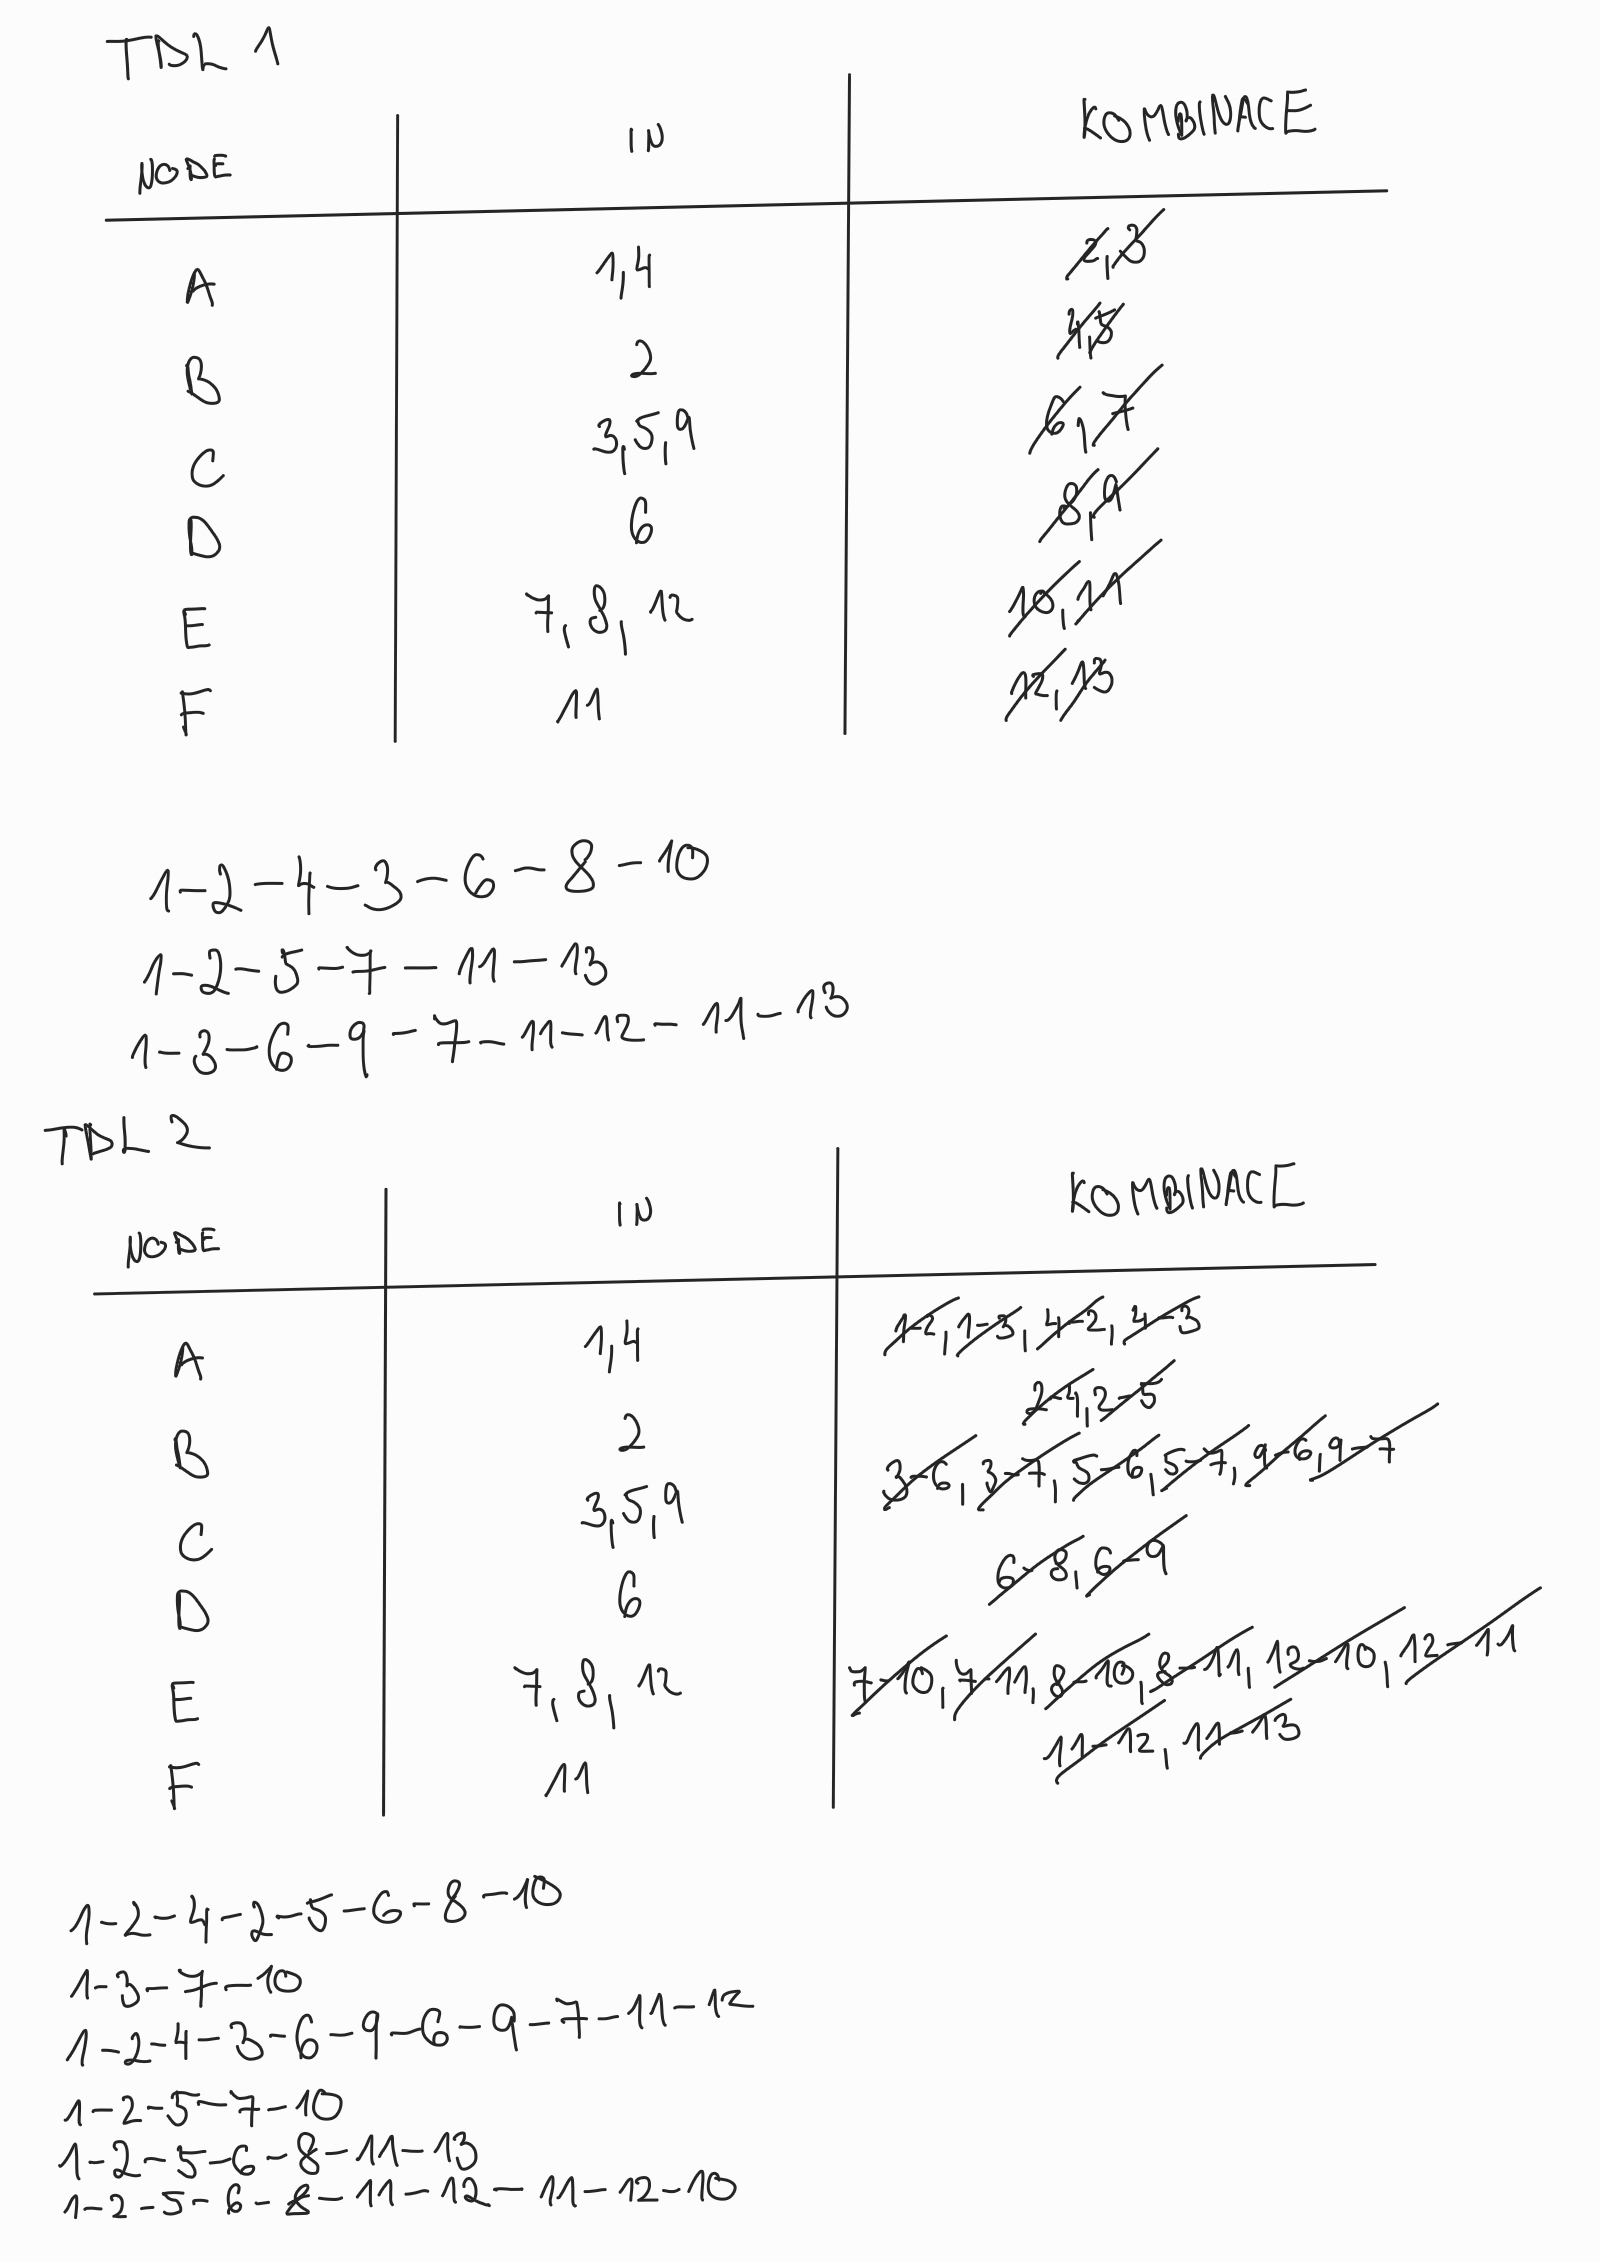 TDL 1
NODE IN KOMBINACE
A 1,4 2,3
B 2 4,5
C 3,5,9 6,7
D 6 8,9
E 7,8,12 10,11
F 11 12,13
1-2-4-3-6-8-10
1-2-5-7-11-13
1-3-6-9-7-11-12-11-13
TDL 2
NODE IN KOMBINACE
A 1,4 1-2,1-3,4-2,4-3
B 2 2-4,2-5
C 3,5,9 3-6,3-7,5-6,5-7,9-6,9-7
D 6 6-8,6-9
E 7,8,12 7-10,7-11,8-10,8-11,12-10,12-11
F 11 11-12,11-13
1-2-4-2-5-6-8-10
1-3-7-10
1-2-4-3-6-9-6-9-7-11-12
1-2-5-7-10
1-2-5-6-8-11-13
1-2-5-6-8-11-12-11-12-10